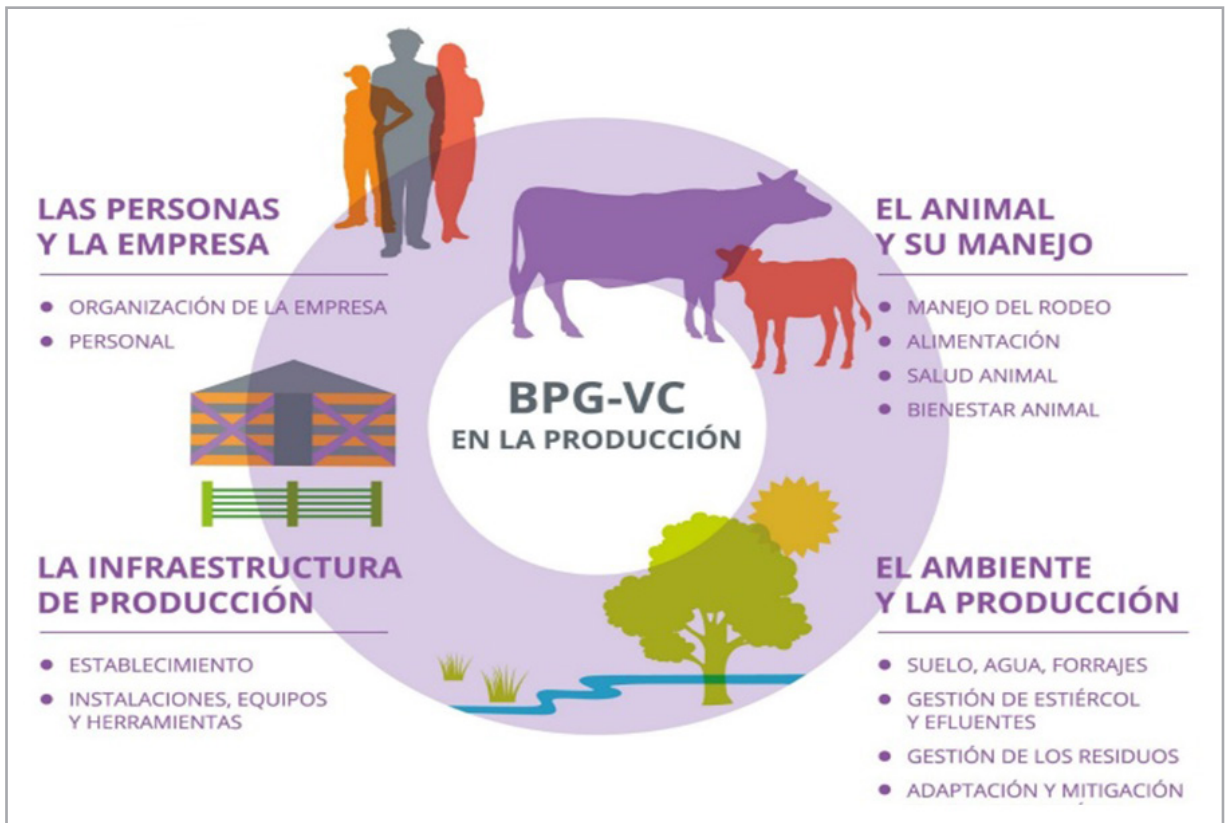 LAS PERSONAS
Y LA EMPRESA
● ORGANIZACIÓN DE LA EMPRESA
● PERSONAL
EL ANIMAL
Y SU MANEJO
● MANEJO DEL RODEO
● ALIMENTACIÓN
● SALUD ANIMAL
● BIENESTAR ANIMAL
BPG-VC
EN LA PRODUCCIÓN
LA INFRAESTRUCTURA
DE PRODUCCIÓN
● ESTABLECIMIENTO
● INSTALACIONES, EQUIPOS
Y HERRAMIENTAS
EL AMBIENTE
Y LA PRODUCCIÓN
● SUELO, AGUA, FORRAJES
● GESTIÓN DE ESTIÉRCOL
Y EFLUENTES
● GESTIÓN DE LOS RESIDUOS
● ADAPTACIÓN Y MITIGACIÓN